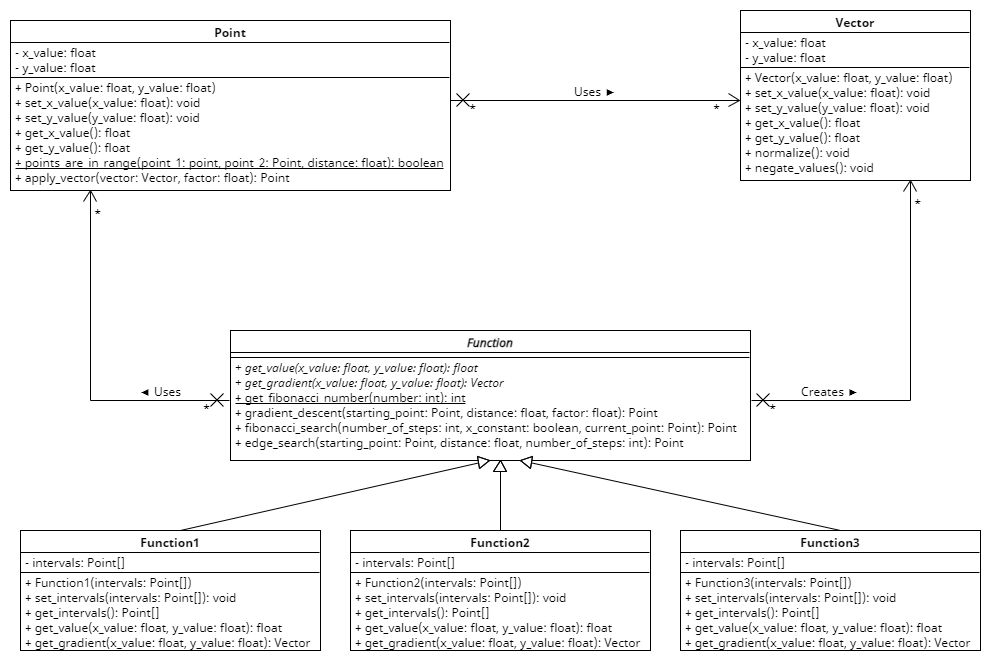 Point
- x_value: float
- y_value: float
+ Point(x_value: float, y_value: float)
+ set_x_value(x_value: float): void
+ set_y_value(y_value: float): void
+ get_x_value(): float
+ get_y_value(): float
+ points_are_in_range(point_1: point, point_2: Point, distance: float): boolean
+ apply_vector(vector: Vector, factor: float): Point
Uses ►
*
*
Vector
- x_value: float
- y_value: float
+ Vector(x_value: float, y_value: float)
+ set_x_value(x_value: float): void
+ set_y_value(y_value: float): void
+ get_x_value(): float
+ get_y_value(): float
+ normalize(): void
+ negate_values(): void
*
*
◄ Uses
*
Function
+ get_value(x_value: float, y_value: float): float
+ get_gradient(x_value: float, y_value: float): Vector
+ get_fibonacci_number(number: int): int
+ gradient_descent(starting_point: Point, distance: float, factor: float): Point
+ fibonacci_search(number_of_steps: int, x_constant: boolean, current_point: Point): Point
+ edge_search(starting_point: Point, distance: float, number_of_steps: int): Point
Creates ►
*
Function1
- intervals: Point[]
+ Function1(intervals: Point[])
+ set_intervals(intervals: Point[]): void
+ get_intervals(): Point[]
+ get_value(x_value: float, y_value: float): float
+ get_gradient(x_value: float, y_value: float): Vector
Function2
- intervals: Point[]
+ Function2(intervals: Point[])
+ set_intervals(intervals: Point[]): void
+ get_intervals(): Point[]
+ get_value(x_value: float, y_value: float): float
+ get_gradient(x_value: float, y_value: float): Vector
Function3
- intervals: Point[]
+ Function3(intervals: Point[])
+ set_intervals(intervals: Point[]): void
+ get_intervals(): Point[]
+ get_value(x_value: float, y_value: float): float
+ get_gradient(x_value: float, y_value: float): Vector